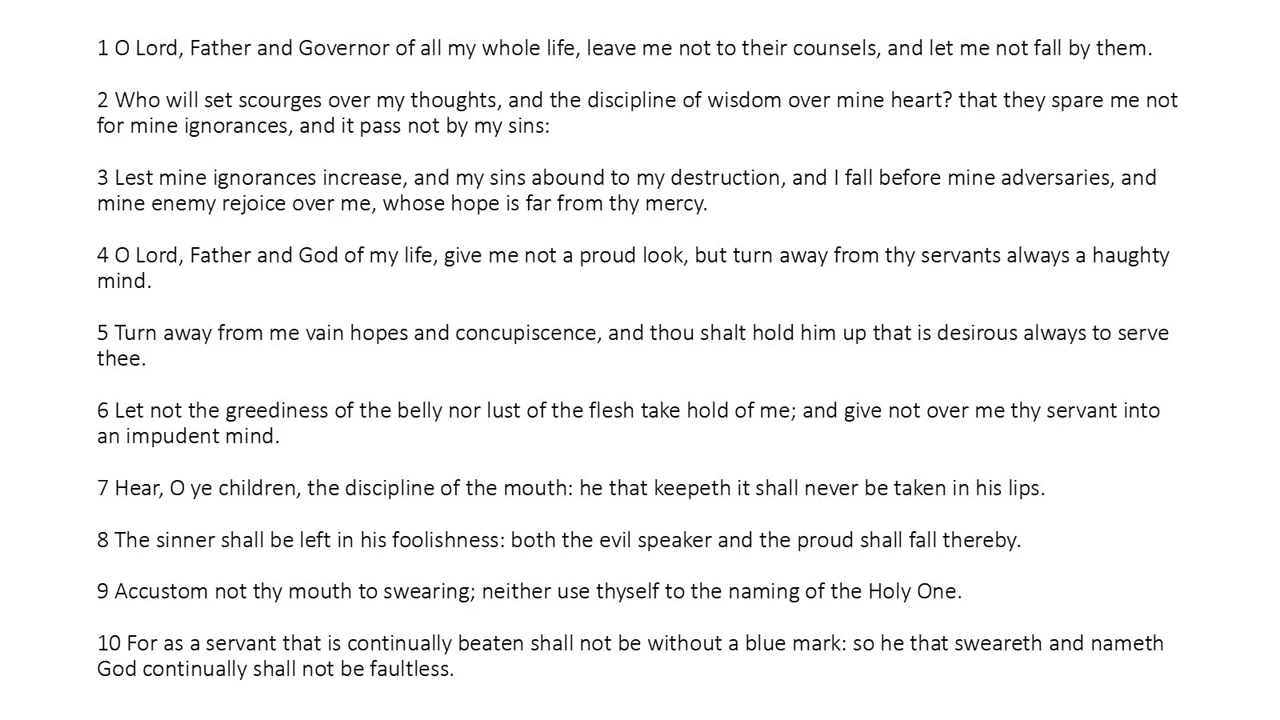 1 O Lord, Father and Governor of all my whole life, leave me not to their counsels, and let me not fall by them.
2 Who will set scourges over my thoughts, and the discipline of wisdom over mine heart? that they spare me not
for mine ignorances, and it pass not by my sins:
3 Lest mine ignorances increase, and my sins abound to my destruction, and I fall before mine adversaries, and
mine enemy rejoice over me, whose hope is far from thy mercy.
4 O Lord, Father and God of my life, give me not a proud look, but turn away from thy servants always a haughty
mind.
5 Turn away from me vain hopes and concupiscence, and thou shalt hold him up that is desirous always to serve
thee.
6 Let not the greediness of the belly nor lust of the flesh take hold of me; and give not over me thy servant into
an impudent mind.
7 Hear, O ye children, the discipline of the mouth: he that keepeth it shall never be taken in his lips.
8 The sinner shall be left in his foolishness: both the evil speaker and the proud shall fall thereby.
9 Accustom not thy mouth to swearing; neither use thyself to the naming of the Holy One.
10 For as a servant that is continually beaten shall not be without a blue mark: so he that sweareth and nameth
God continually shall not be faultless.